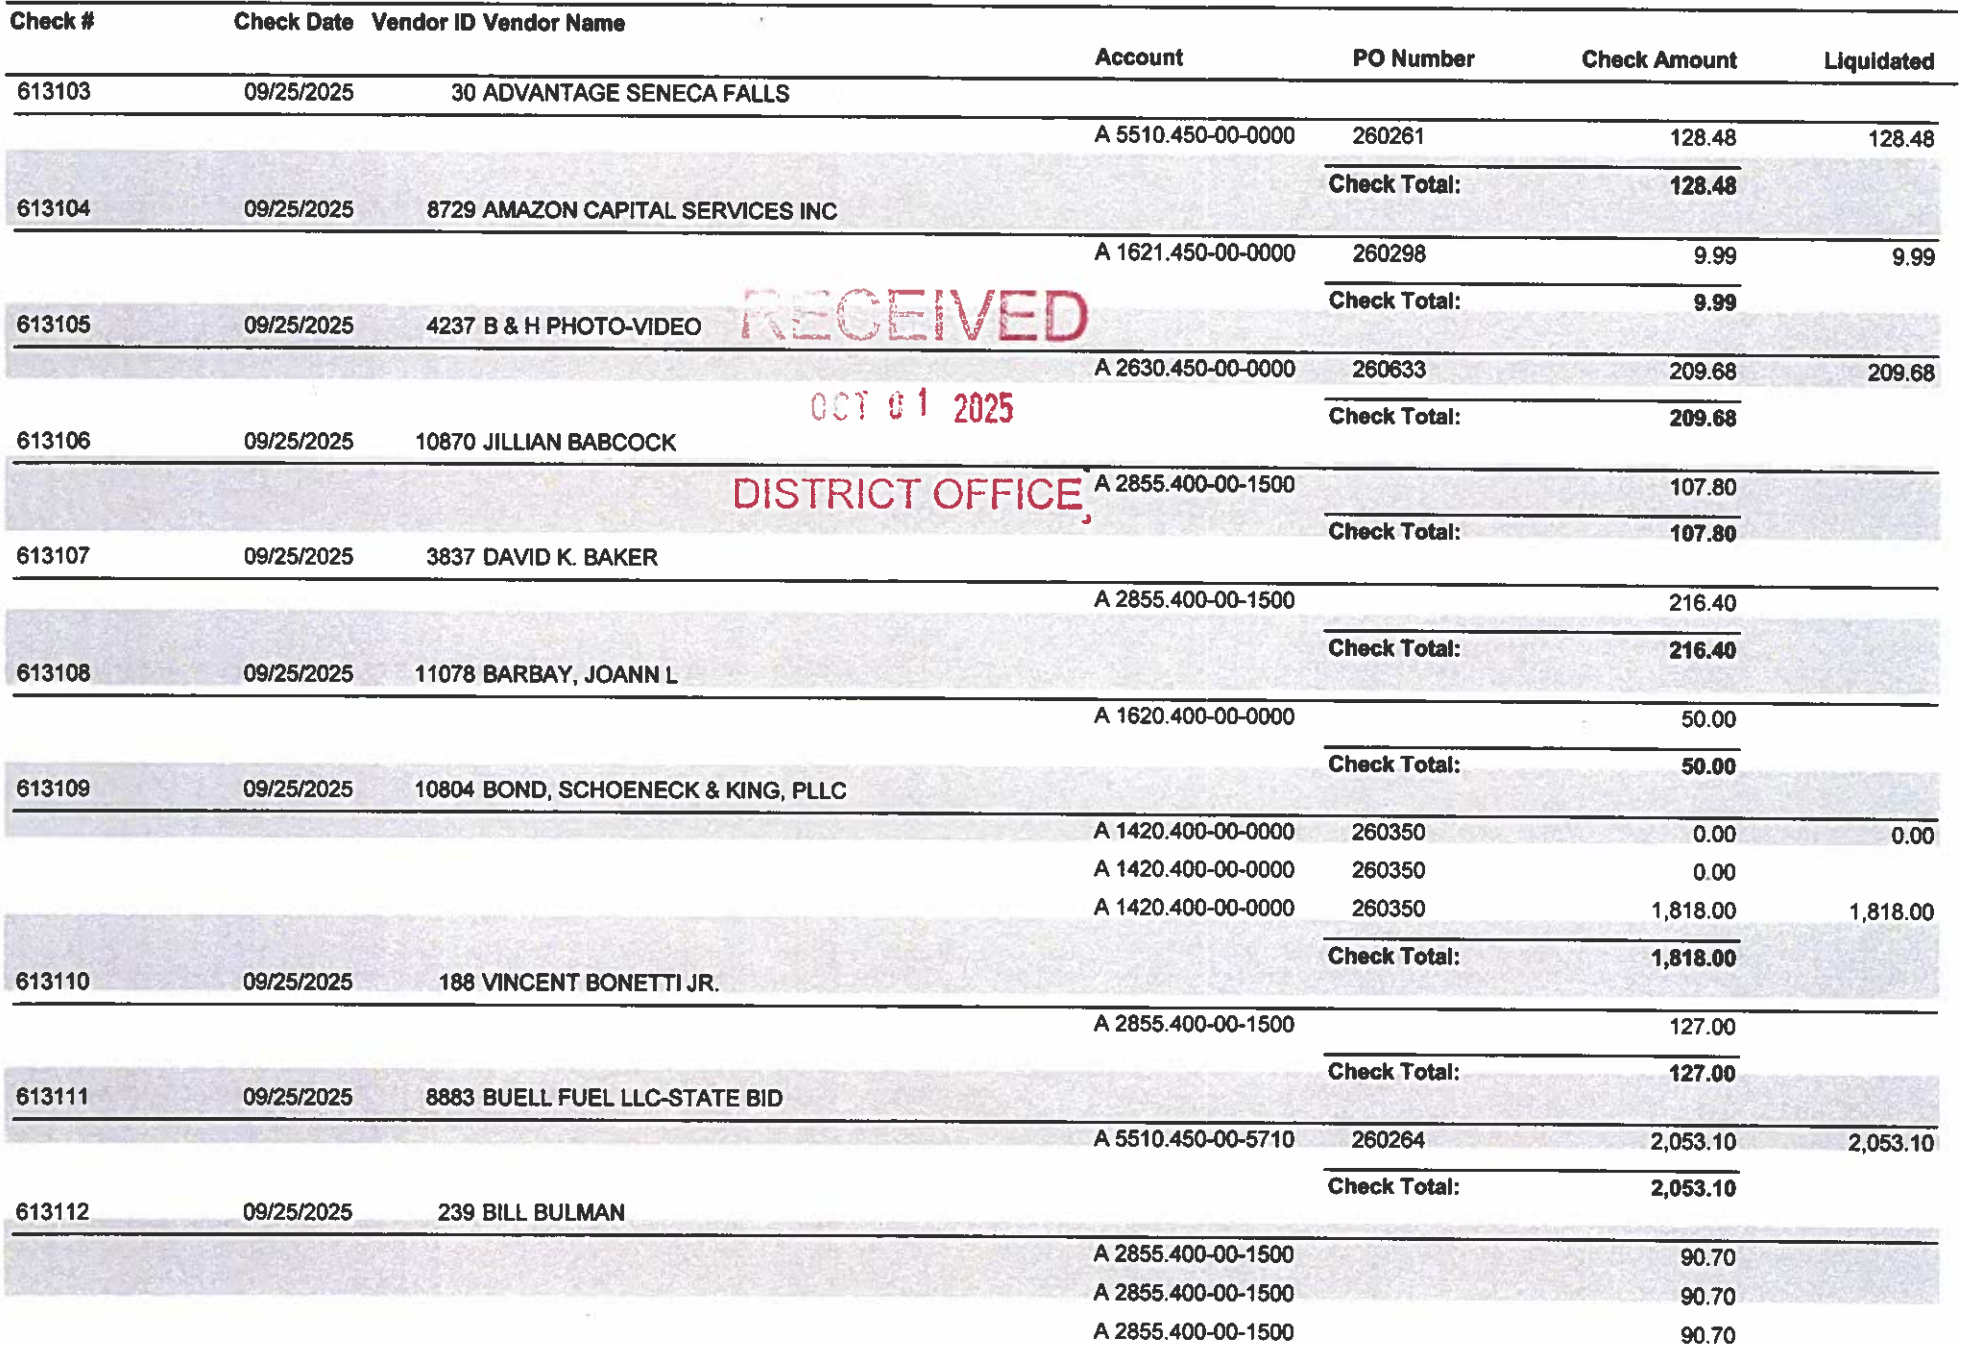 Check # Check Date Vendor ID Vendor Name
Account PO Number Check Amount Liquidated
613103 09/25/2025 30 ADVANTAGE SENECA FALLS
A 5510.450-00-0000 260261 128.48 128.48
Check Total: 128.48
613104 09/25/2025 8729 AMAZON CAPITAL SERVICES INC
A 1621.450-00-0000 260298 9.99 9.99
Check Total: 9.99
RECEIVED
613105 09/25/2025 4237 B & H PHOTO-VIDEO
A 2630.450-00-0000 260633 209.68 209.68
OCT 01 2025
Check Total: 209.68
613106 09/25/2025 10870 JILLIAN BABCOCK
DISTRICT OFFICE
A 2855.400-00-1500 107.80
Check Total: 107.80
613107 09/25/2025 3837 DAVID K. BAKER
A 2855.400-00-1500 216.40
Check Total: 216.40
613108 09/25/2025 11078 BARBAY, JOANN L
A 1620.400-00-0000 50.00
Check Total: 50.00
613109 09/25/2025 10804 BOND, SCHOENECK & KING, PLLC
A 1420.400-00-0000 260350 0.00 0.00
A 1420.400-00-0000 260350 0.00
A 1420.400-00-0000 260350 1,818.00 1,818.00
Check Total: 1,818.00
613110 09/25/2025 188 VINCENT BONETTI JR.
A 2855.400-00-1500 127.00
Check Total: 127.00
613111 09/25/2025 8883 BUELL FUEL LLC-STATE BID
A 5510.450-00-5710 260264 2,053.10 2,053.10
Check Total: 2,053.10
613112 09/25/2025 239 BILL BULMAN
A 2855.400-00-1500 90.70
A 2855.400-00-1500 90.70
A 2855.400-00-1500 90.70